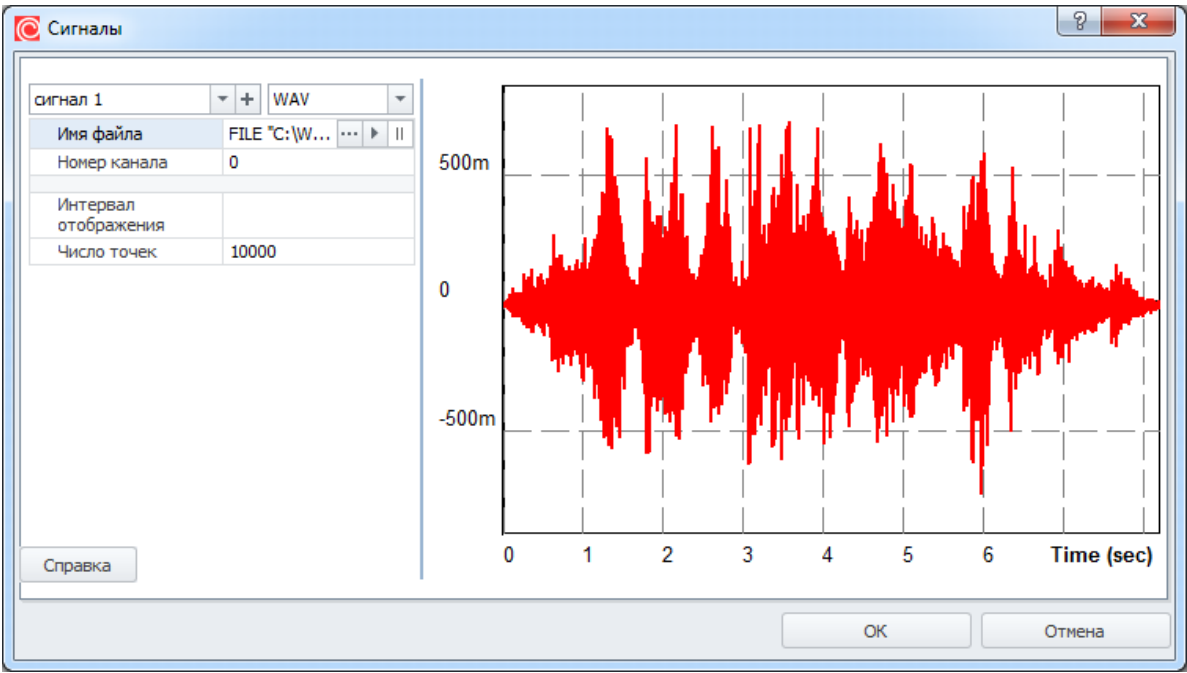 Сигналы
?
сигнал 1
+
WAV
Имя файла
FILE "C:\W...
...
Номер канала
0
Интервал
отображения
Число точек
10000
Справка
500m
0
-500m
0 1 2 3 4 5 6 Time (sec)
OK
Отмена